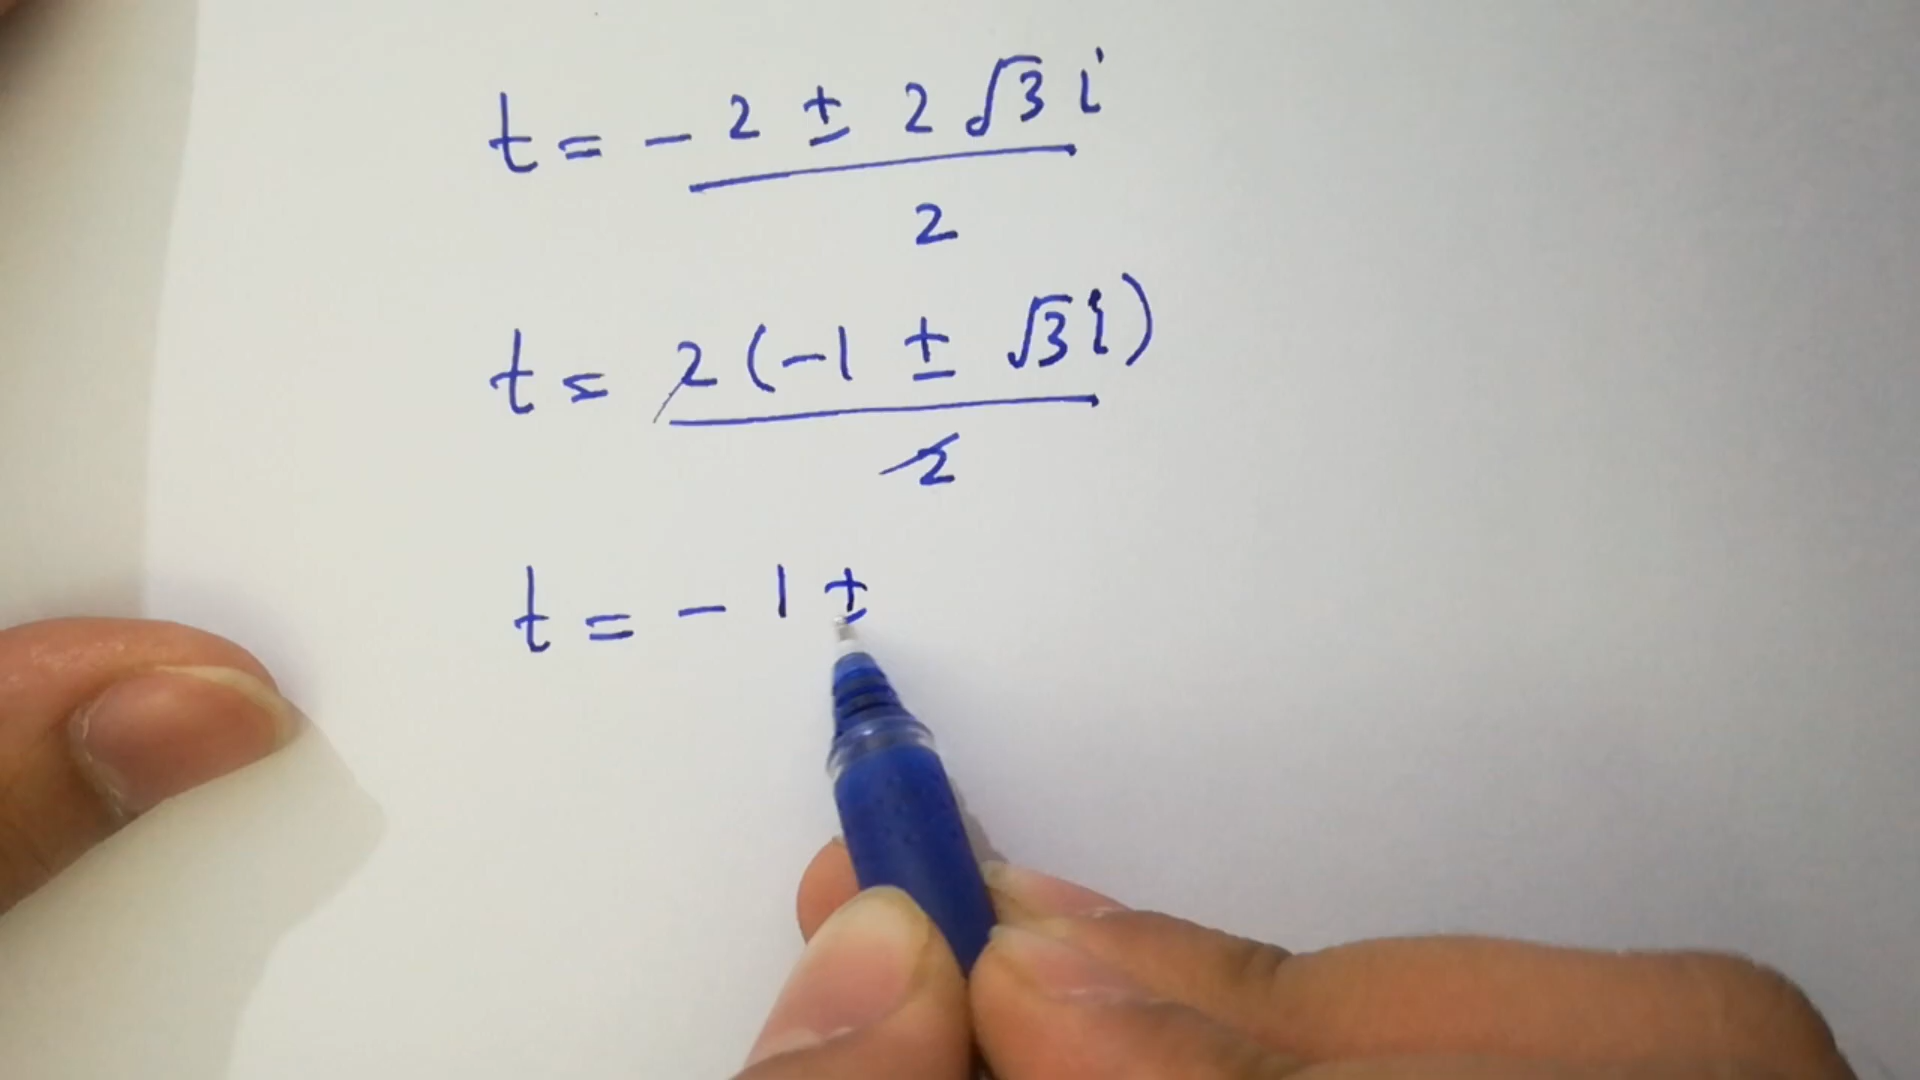 t = - 2 ± 2 √3 i / 2
t = 2 ( -1 ± √3 i ) / 2
t = - 1 ±